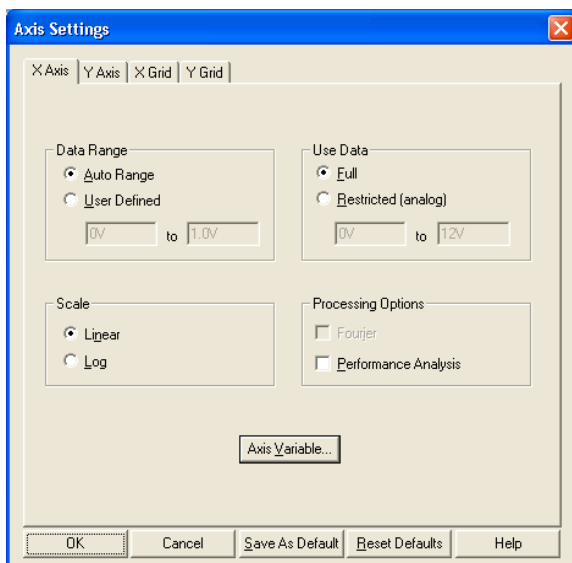 Axis Settings
X Axis Y Axis X Grid Y Grid
Data Range
Auto Range
User Defined
0V to 1.0V
Use Data
Full
Restricted (analog)
0V to 12V
Scale
Linear
Log
Processing Options
Fourier
Performance Analysis
Axis Variable...
OK Cancel Save As Default Reset Defaults Help